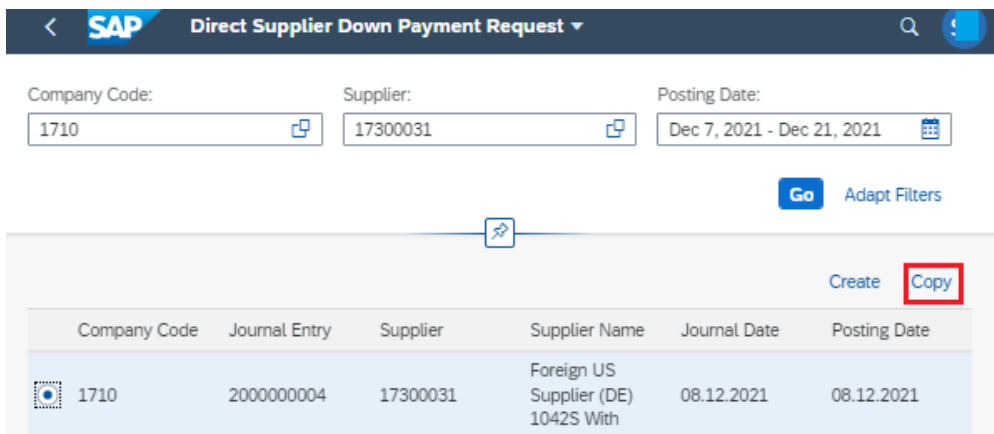 SAP Direct Supplier Down Payment Request
Company Code: Supplier: Posting Date:
1710 17300031 Dec 7, 2021 - Dec 21, 2021
Go Adapt Filters
Create Copy
Company Code Journal Entry Supplier Supplier Name Journal Date Posting Date
1710 2000000004 17300031 Foreign US Supplier (DE) 1042S With 08.12.2021 08.12.2021